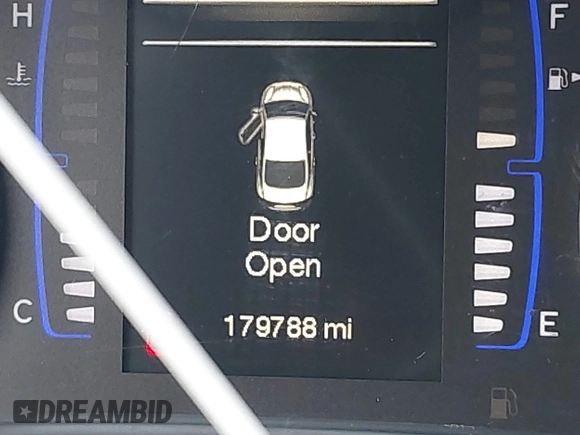 H
F
Door
Open
C
E
179788 mi
DREAMBID